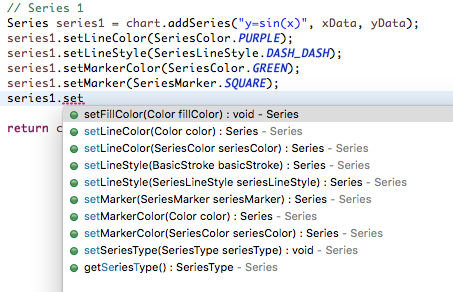 // Series 1
Series series1 = chart.addSeries("y=sin(x)", xData, yData);
series1.setLineColor(SeriesColor.PURPLE);
series1.setLineStyle(SeriesLineStyle.DASH_DASH);
series1.setMarkerColor(SeriesColor.GREEN);
series1.setMarker(SeriesMarker.SQUARE);
series1.set
return c
setFillColor(Color fillColor) : void - Series
setLineColor(Color color) : Series - Series
setLineColor(SeriesColor seriesColor) : Series - Series
setLineStyle(BasicStroke basicStroke) : Series - Series
setLineStyle(SeriesLineStyle seriesLineStyle) : Series - Series
setMarker(SeriesMarker seriesMarker) : Series - Series
setMarkerColor(Color color) : Series - Series
setMarkerColor(SeriesColor seriesColor) : Series - Series
setSeriesType(SeriesType seriesType) : void - Series
getSeriesType() : SeriesType - Series